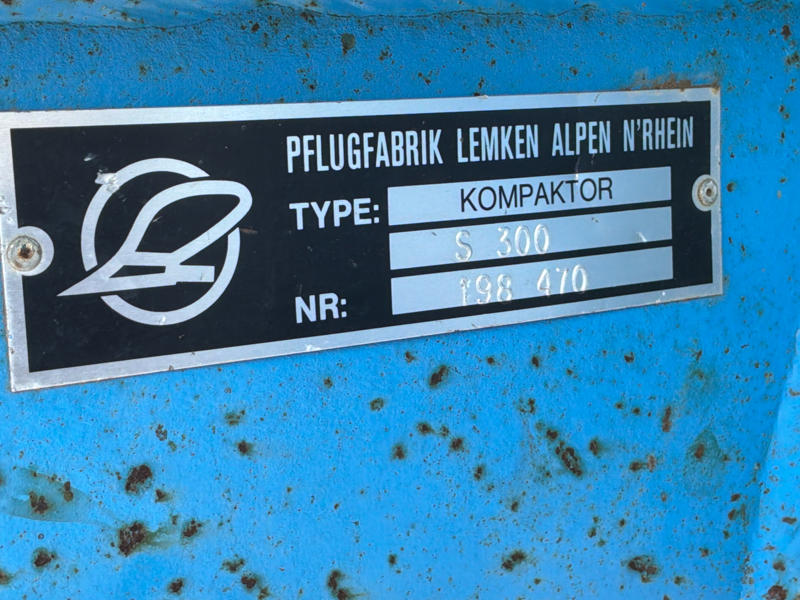 PFLUGFABRIK LEMKEN ALPEN N'RHEIN
TYPE: KOMPAKTOR
S 300
NR: 198 470